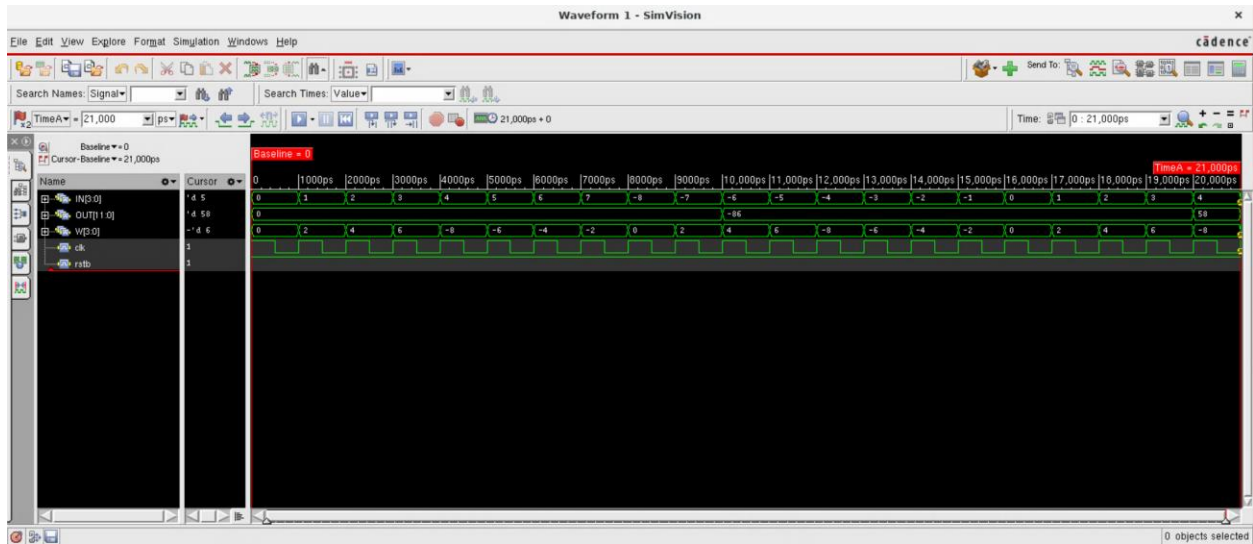 Waveform 1 - SimVision ×
File Edit View Explore Format Simulation Windows Help cādence
Send To:
Search Names: Signal Search Times: Value
TimeA = 21,000 ps 21,000ps + 0 Time: 0 : 21,000ps
Baseline = 0
Cursor-Baseline = 21,000ps
Baseline = 0
TimeA = 21,000ps
Name Cursor 0 1000ps 2000ps 3000ps 4000ps 5000ps 6000ps 7000ps 8000ps 9000ps 10,000ps 11,000ps 12,000ps 13,000ps 14,000ps 15,000ps 16,000ps 17,000ps 18,000ps 19,000ps 20,000ps
IN[3:0] 'd 5 0 1 2 3 4 5 6 7 -8 -7 -6 -5 -4 -3 -2 -1 0 1 2 3 4
OUT[11:0] 'd 58 0 -86 58
W[3:0] -'d 6 0 2 4 6 -8 -6 -4 -2 0 2 4 6 -8 -6 -4 -2 0 2 4 6 -8
clk 1
rstb 1
0 objects selected